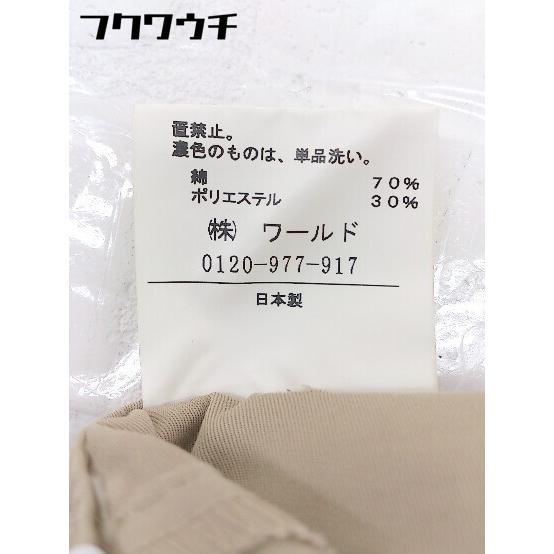 フクワウチ
置禁止。
濃色のものは、単品洗い。
綿 70%
ポリエステル 30%
㈱ ワールド
0120-977-917
日本製